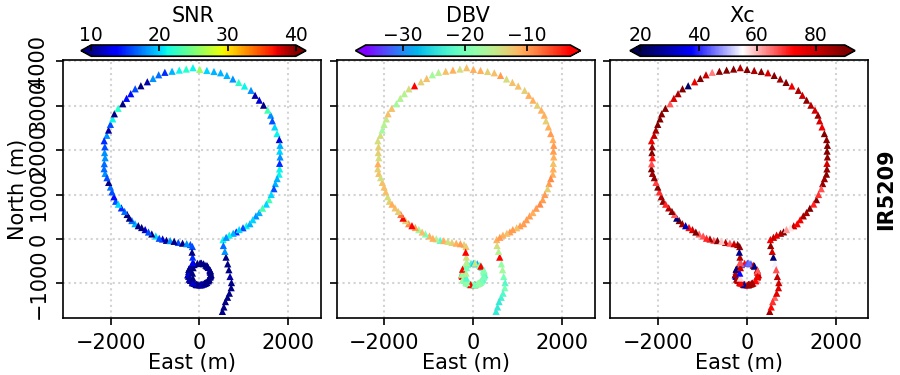 SNR DBV Xc
10 20 30 40 −30 −20 −10 20 40 60 80
North (m)
4000
3000
2000
1000
0
−1000
IR5209
−2000 0 2000 −2000 0 2000 −2000 0 2000
East (m) East (m) East (m)